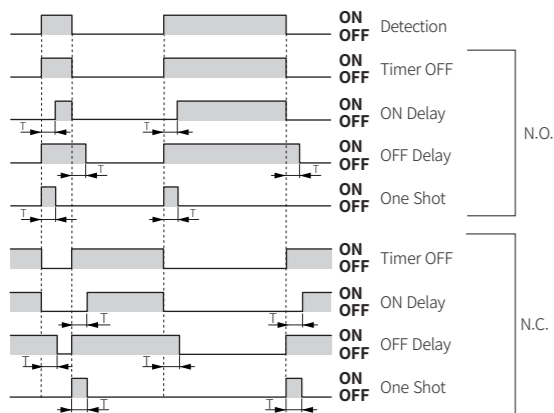 ON
OFF Detection
ON
OFF Timer OFF
N.O.
ON
OFF ON Delay
T T
ON
OFF OFF Delay
T T
ON
OFF One Shot
T T
ON
OFF Timer OFF
N.C.
ON
OFF ON Delay
T T
ON
OFF OFF Delay
T T
ON
OFF One Shot
T T